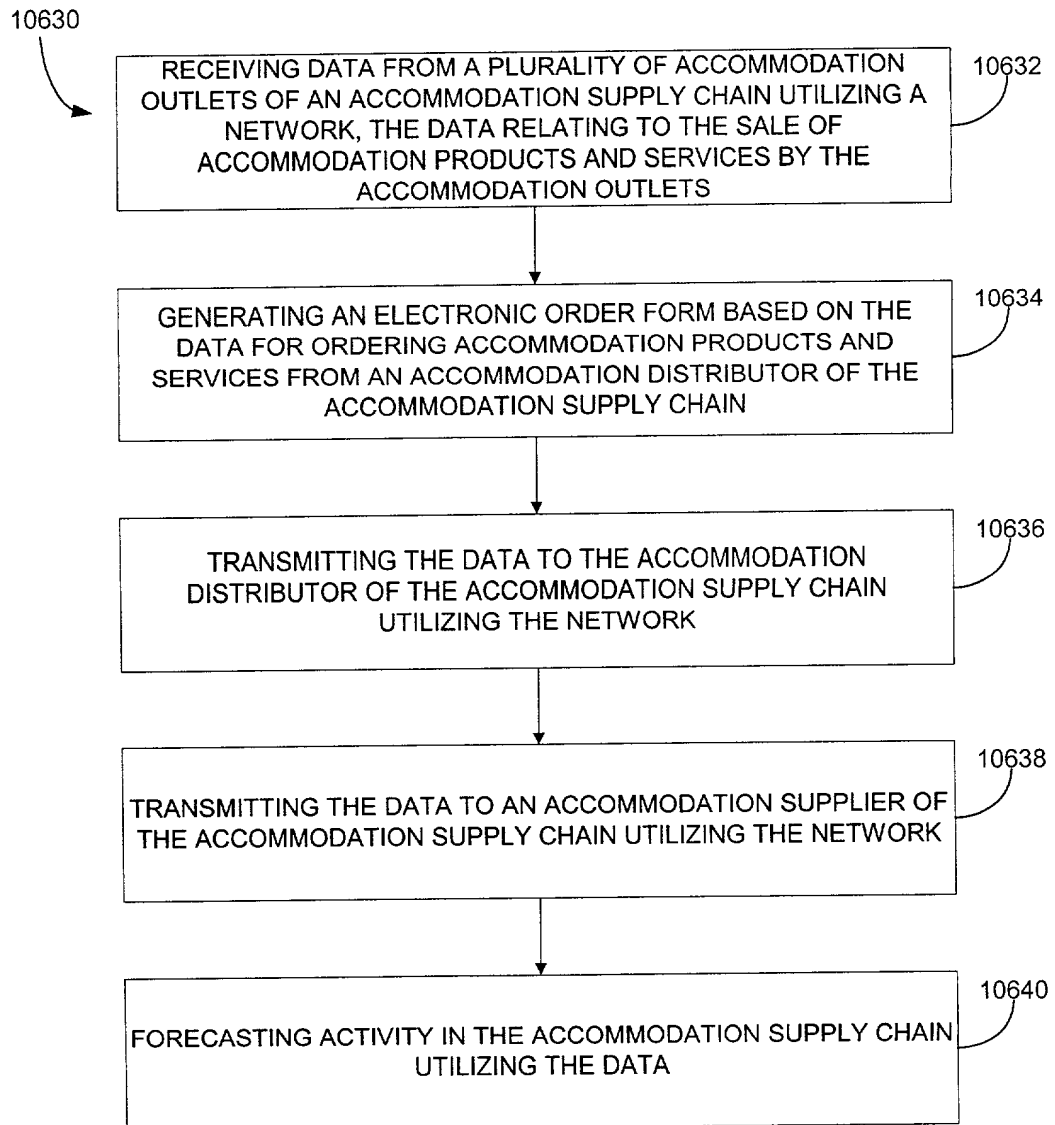 10630
RECEIVING DATA FROM A PLURALITY OF ACCOMMODATION
OUTLETS OF AN ACCOMMODATION SUPPLY CHAIN UTILIZING A
NETWORK, THE DATA RELATING TO THE SALE OF
ACCOMMODATION PRODUCTS AND SERVICES BY THE
ACCOMMODATION OUTLETS
10632
GENERATING AN ELECTRONIC ORDER FORM BASED ON THE
DATA FOR ORDERING ACCOMMODATION PRODUCTS AND
SERVICES FROM AN ACCOMMODATION DISTRIBUTOR OF THE
ACCOMMODATION SUPPLY CHAIN
10634
TRANSMITTING THE DATA TO THE ACCOMMODATION
DISTRIBUTOR OF THE ACCOMMODATION SUPPLY CHAIN
UTILIZING THE NETWORK
10636
TRANSMITTING THE DATA TO AN ACCOMMODATION SUPPLIER OF
THE ACCOMMODATION SUPPLY CHAIN UTILIZING THE NETWORK
10638
FORECASTING ACTIVITY IN THE ACCOMMODATION SUPPLY CHAIN
UTILIZING THE DATA
10640